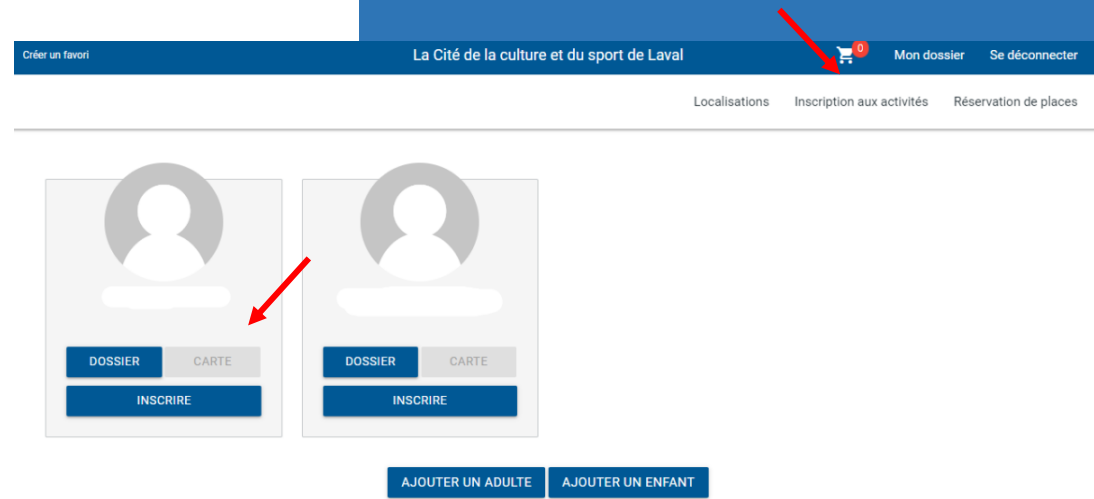 Créer un favori La Cité de la culture et du sport de Laval 0 Mon dossier Se déconnecter
Localisations Inscription aux activités Réservation de places
DOSSIER CARTE DOSSIER CARTE
INSCRIRE INSCRIRE
AJOUTER UN ADULTE AJOUTER UN ENFANT